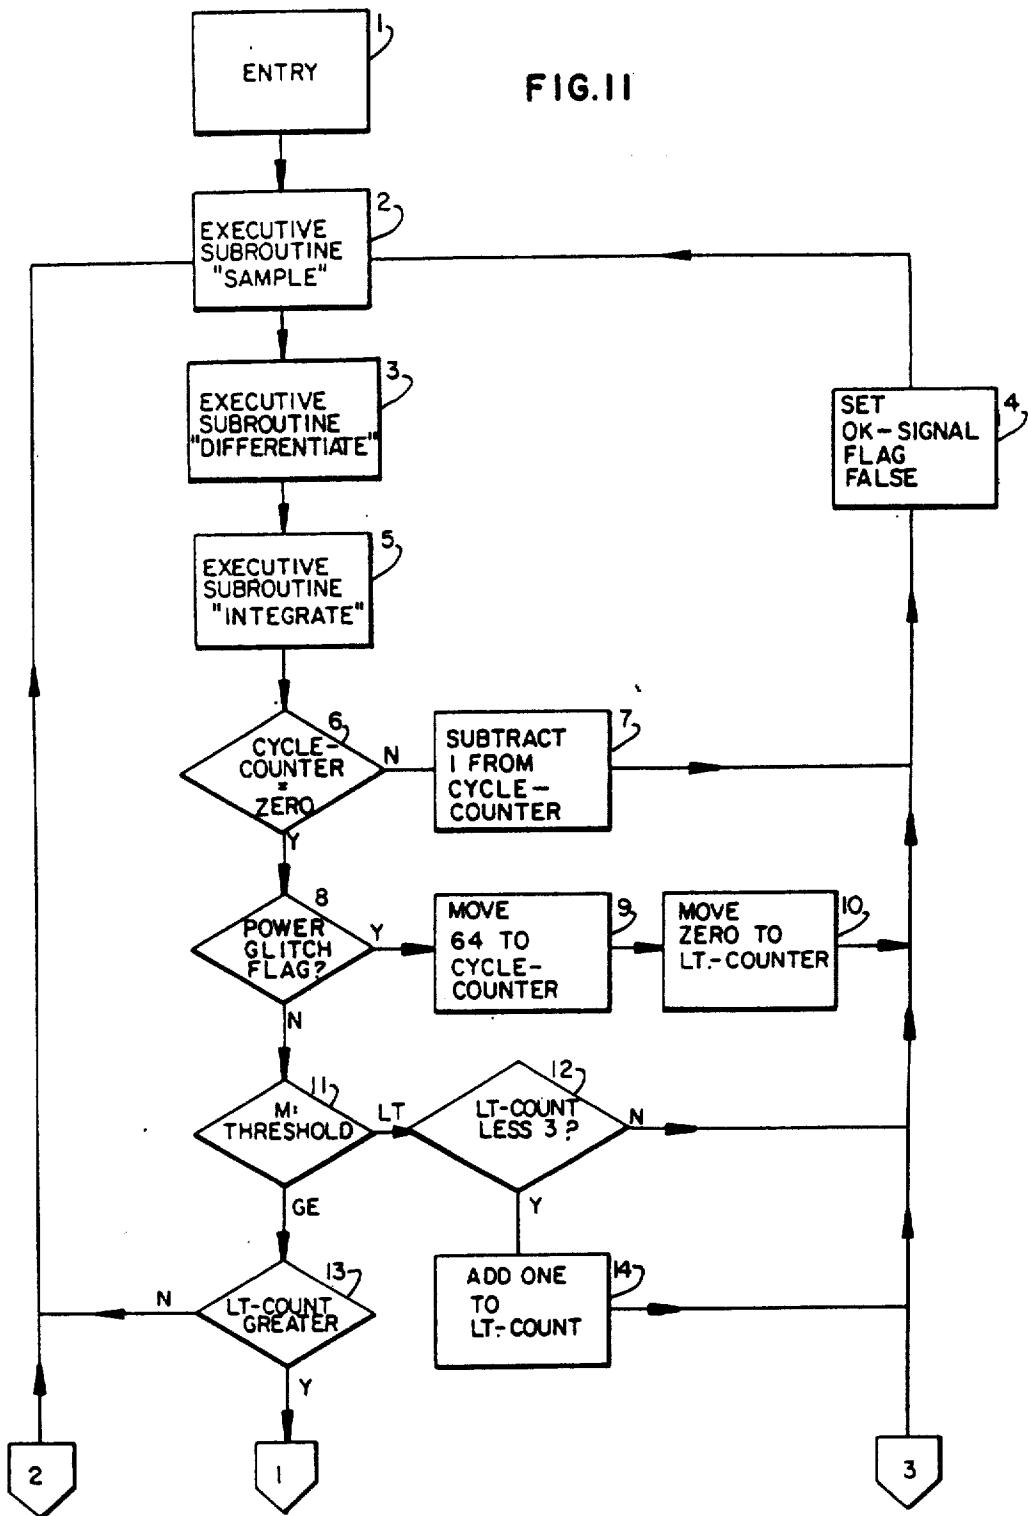 FIG.11
1
ENTRY
2
EXECUTIVE
SUBROUTINE
"SAMPLE"
3
EXECUTIVE
SUBROUTINE
"DIFFERENTIATE"
4
SET
OK-SIGNAL
FLAG
FALSE
5
EXECUTIVE
SUBROUTINE
"INTEGRATE"
6
CYCLE-
COUNTER
=
ZERO
N
Y
7
SUBTRACT
1 FROM
CYCLE-
COUNTER
8
POWER
GLITCH
FLAG?
Y
N
9
MOVE
64 TO
CYCLE-
COUNTER
10
MOVE
ZERO TO
LT.-COUNTER
11
M:
THRESHOLD
LT
GE
12
LT-COUNT
LESS 3?
N
Y
13
LT-COUNT
GREATER
N
Y
14
ADD ONE
TO
LT.-COUNT
2
1
3